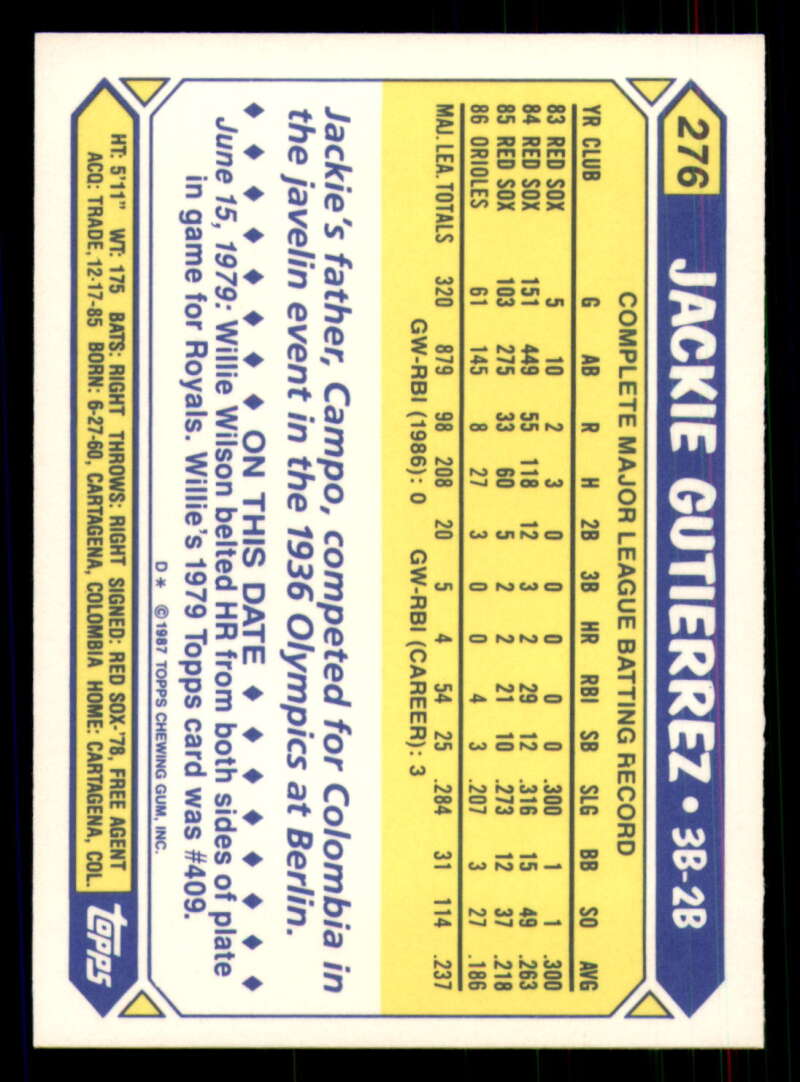 276 JACKIE GUTIERREZ • 3B-2B
COMPLETE MAJOR LEAGUE BATTING RECORD
YR CLUB G AB R H 2B 3B HR RBI SB SLG BB SO AVG
83 RED SOX 5 10 2 3 0 0 0 0 0 .300 1 1 .300
84 RED SOX 151 449 55 118 12 3 2 29 12 .316 15 49 .263
85 RED SOX 103 275 33 60 5 2 2 21 10 .273 12 37 .218
86 ORIOLES 61 145 8 27 3 0 0 4 3 .207 3 27 .186
MAJ. LEA. TOTALS 320 879 98 208 20 5 4 54 25 .284 31 114 .237
GW-RBI (1986): 0 GW-RBI (CAREER): 3
Jackie's father, Campo, competed for Colombia in
the javelin event in the 1936 Olympics at Berlin.
◆ ◆ ◆ ◆ ◆ ◆ ◆ ◆ ON THIS DATE ◆ ◆ ◆ ◆ ◆ ◆ ◆ ◆
June 15, 1979: Willie Wilson belted HR from both sides of plate
in game for Royals. Willie's 1979 Topps card was #409.
D* ©1987 TOPPS CHEWING GUM, INC.
HT: 5'11" WT: 175 BATS: RIGHT THROWS: RIGHT SIGNED: RED SOX-'78, FREE AGENT
ACQ: TRADE, 12-17-85 BORN: 6-27-60, CARTAGENA, COLOMBIA HOME: CARTAGENA, COL.
topps